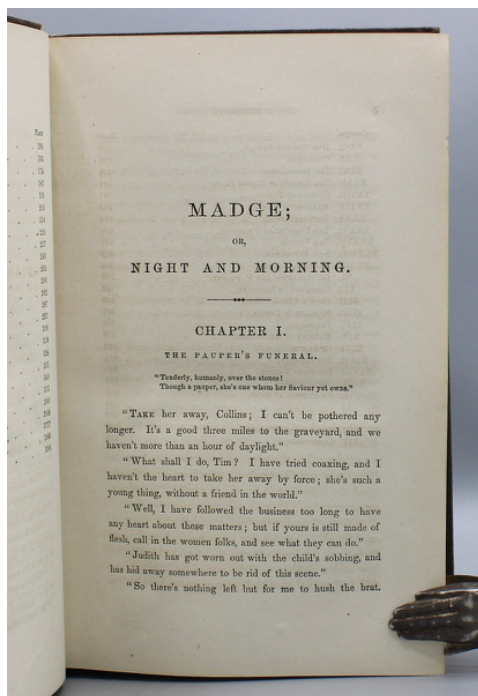 MADGE;
OR,
NIGHT AND MORNING.
CHAPTER I.
THE PAUPER'S FUNERAL.
"Tenderly, humanly, over the stones!
Though a pauper, she's one whom her Saviour yet owns."
"TAKE her away, Collins; I can't be pothered any
longer. It's a good three miles to the graveyard, and we
haven't more than an hour of daylight."
"What shall I do, Tim? I have tried coaxing, and I
haven't the heart to take her away by force; she's such a
young thing, without a friend in the world."
"Well, I have followed the business too long to have
any heart about these matters; but if yours is still made of
flesh, call in the women folks, and see what they can do."
"Judith has got worn out with the child's sobbing, and
has hid away somewhere to be rid of this scene."
"So there's nothing left but for me to hush the brat.